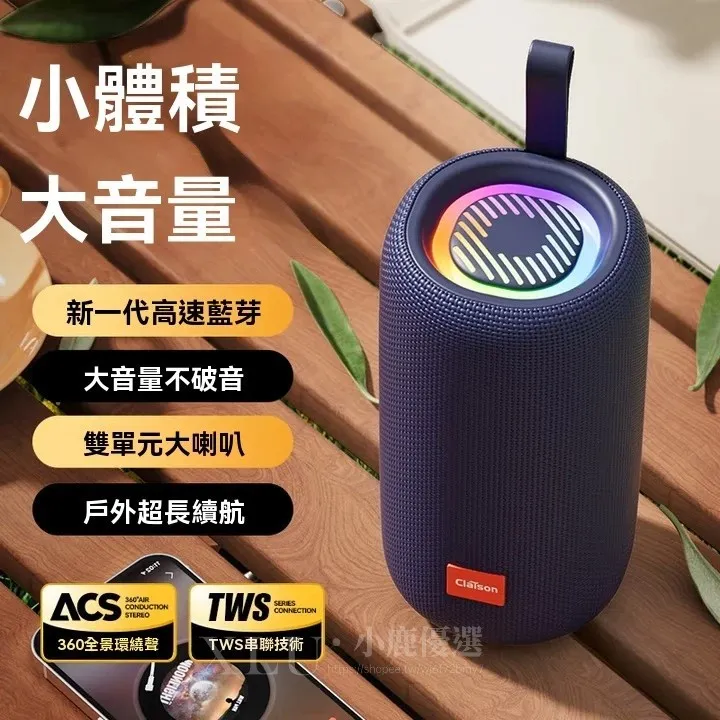 小體積
大音量
新一代高速藍芽
大音量不破音
雙單元大喇叭
戶外超長續航
Claison
ACS
360°AIR
CONDUCTION
STEREO
360全景環繞聲
TWS
SERIES
CONNECTION
TWS串聯技術
XLU·小鹿優選